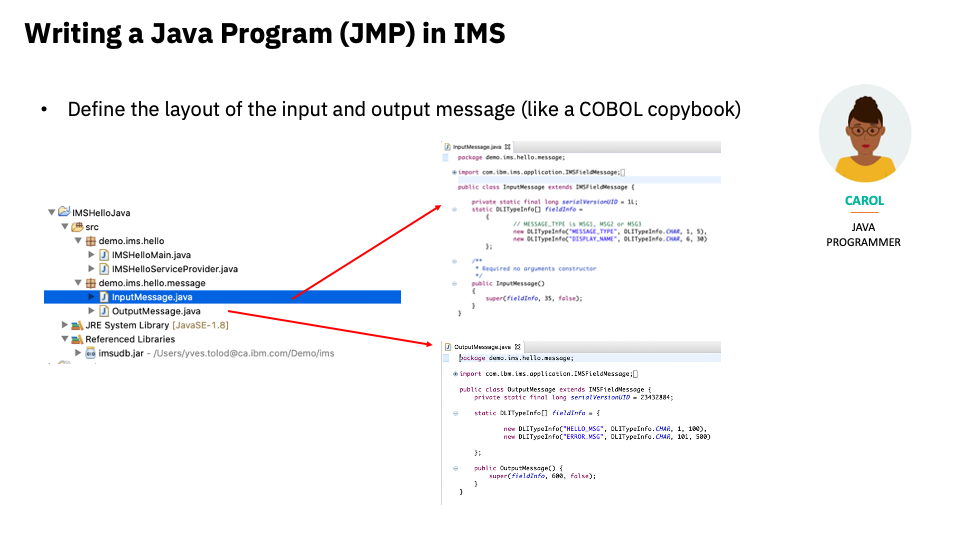 Writing a Java Program (JMP) in IMS
• Define the layout of the input and output message (like a COBOL copybook)
IMSHelloJava
src
demo.ims.hello
IMSHelloMain.java
IMSHelloServiceProvider.java
demo.ims.hello.message
InputMessage.java
OutputMessage.java
JRE System Library [JavaSE-1.8]
Referenced Libraries
imsudb.jar - /Users/yves.tolod@ca.ibm.com/Demo/ims
InputMessage.java
package demo.ims.hello.message;
import com.ibm.ims.application.IMSFieldMessage;
public class InputMessage extends IMSFieldMessage {
private static final long serialVersionUID = 1L;
static DLITypeInfo[] fieldInfo =
{
// MESSAGE_TYPE is MSG1, MSG2 or MSG3
new DLITypeInfo("MESSAGE_TYPE", DLITypeInfo.CHAR, 1, 5),
new DLITypeInfo("DISPLAY_NAME", DLITypeInfo.CHAR, 6, 30)
};
/**
* Required no arguments constructor
*/
public InputMessage()
{
super(fieldInfo, 35, false);
}
}
OutputMessage.java
package demo.ims.hello.message;
import com.ibm.ims.application.IMSFieldMessage;
public class OutputMessage extends IMSFieldMessage {
private static final long serialVersionUID = 23432884;
static DLITypeInfo[] fieldInfo = {
new DLITypeInfo("HELLO_MSG", DLITypeInfo.CHAR, 1, 100),
new DLITypeInfo("ERROR_MSG", DLITypeInfo.CHAR, 101, 500)
};
public OutputMessage() {
super(fieldInfo, 600, false);
}
}
CAROL
JAVA
PROGRAMMER